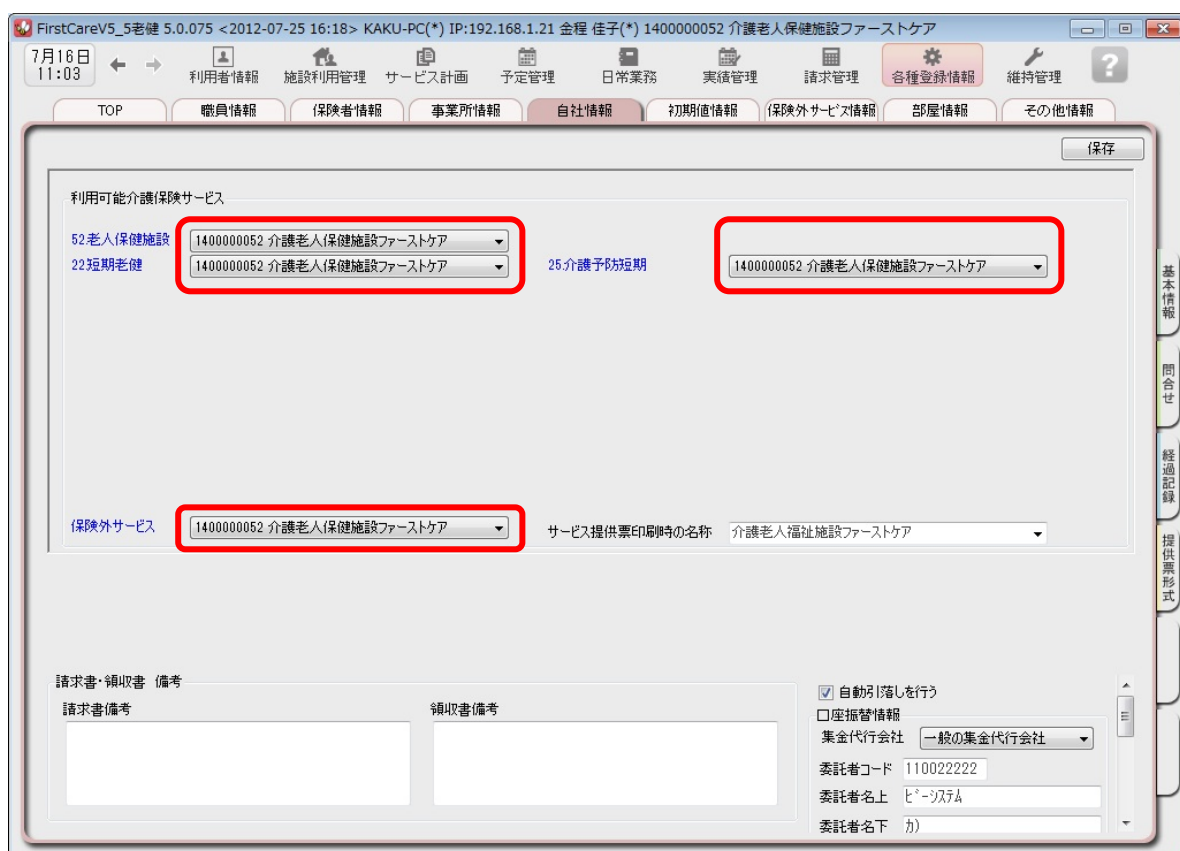 FirstCareV5_5老健 5.0.075 <2012-07-25 16:18> KAKU-PC(*) IP:192.168.1.21 金程 佳子(*) 1400000052 介護老人保健施設ファーストケア
7月16日
11:03
利用者情報 施設利用管理 サービス計画 予定管理 日常業務 実績管理 請求管理 各種登録情報 維持管理 ?
TOP 職員情報 保険者情報 事業所情報 自社情報 初期値情報 保険外サービス情報 部屋情報 その他情報
保存
利用可能介護保険サービス
52.老人保健施設 1400000052 介護老人保健施設ファーストケア
22.短期老健 1400000052 介護老人保健施設ファーストケア 25.介護予防短期 1400000052 介護老人保健施設ファーストケア
保険外サービス 1400000052 介護老人保健施設ファーストケア サービス提供票印刷時の名称 介護老人福祉施設ファーストケア
請求書・領収書 備考
請求書備考 領収書備考
自動引落しを行う
口座振替情報
集金代行会社 一般の集金代行会社
委託者コード 110022222
委託者名上 ビーシステム
委託者名下 カ)
基本情報
問合せ
経過記録
提供票形式